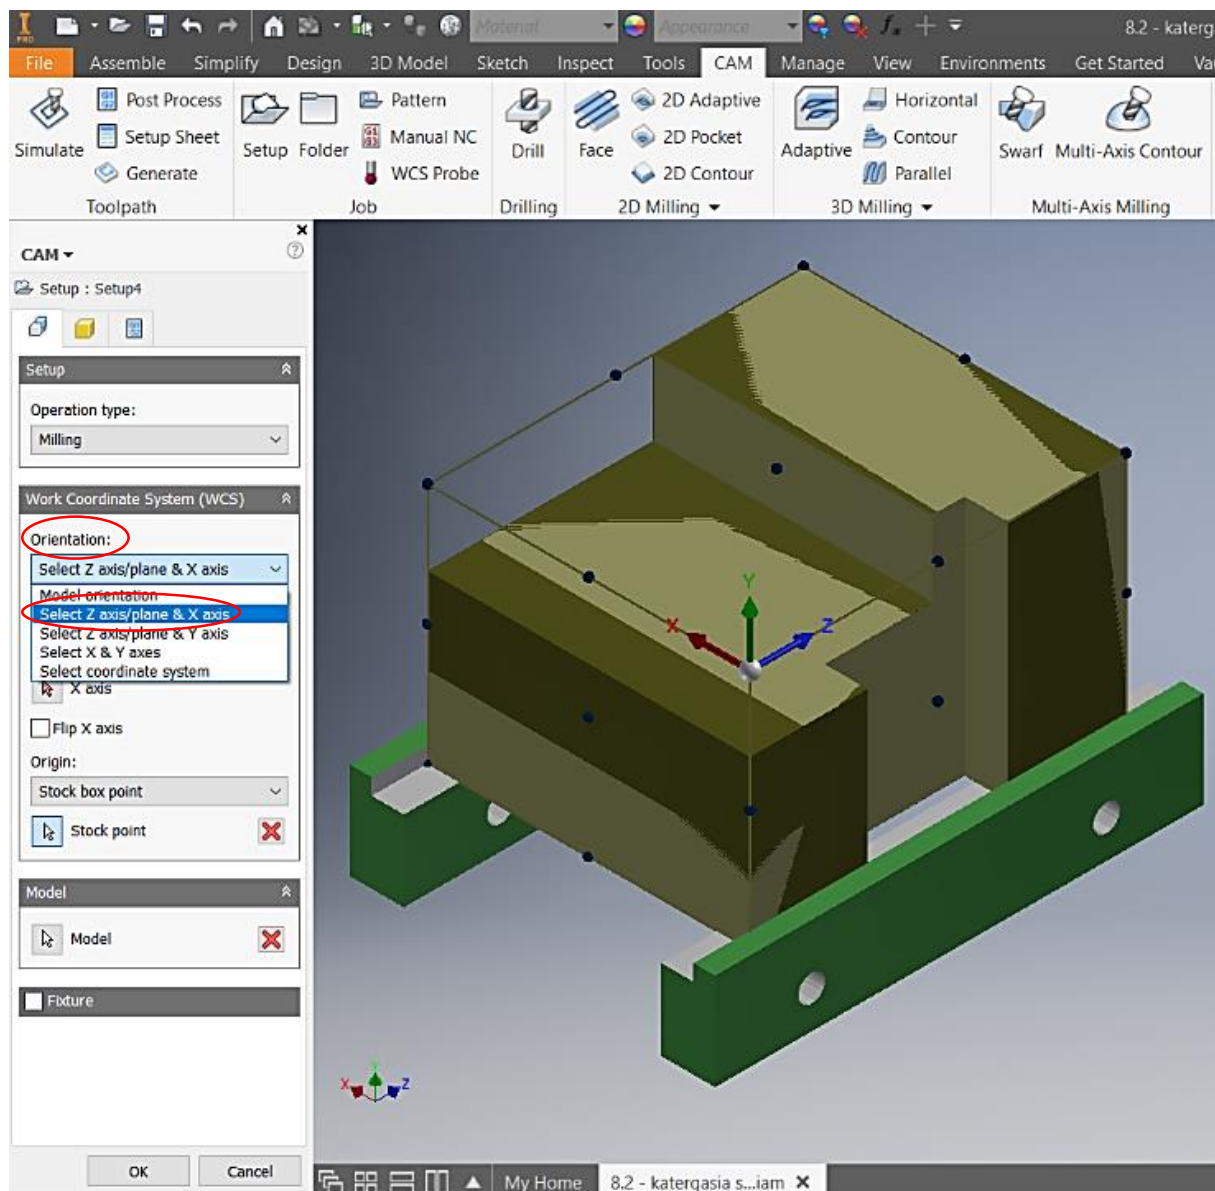 PRO
Material
Appearance
8.2 - katerg
File Assemble Simplify Design 3D Model Sketch Inspect Tools CAM Manage View Environments Get Started Va
Simulate
Post Process
Setup Sheet
Generate
Toolpath
Setup
Folder
Pattern
Manual NC
WCS Probe
Job
Drill
Drilling
Face
2D Adaptive
2D Pocket
2D Contour
2D Milling
Adaptive
Horizontal
Contour
Parallel
3D Milling
Swarf
Multi-Axis Contour
Multi-Axis Milling
CAM
Setup : Setup4
Setup
Operation type:
Milling
Work Coordinate System (WCS)
Orientation:
Select Z axis/plane & X axis
Model orientation
Select Z axis/plane & X axis
Select Z axis/plane & Y axis
Select X & Y axes
Select coordinate system
X axis
Flip X axis
Origin:
Stock box point
Stock point
Model
Model
Fixture
OK Cancel
Y
X
Z
Y
X
Z
My Home 8.2 - katergasia s...iam